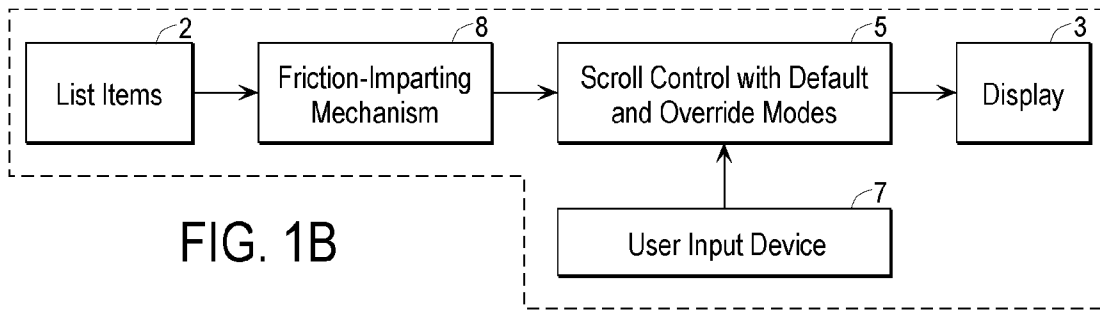 2
List Items
8
Friction-Imparting
Mechanism
5
Scroll Control with Default
and Override Modes
3
Display
7
User Input Device
FIG. 1B